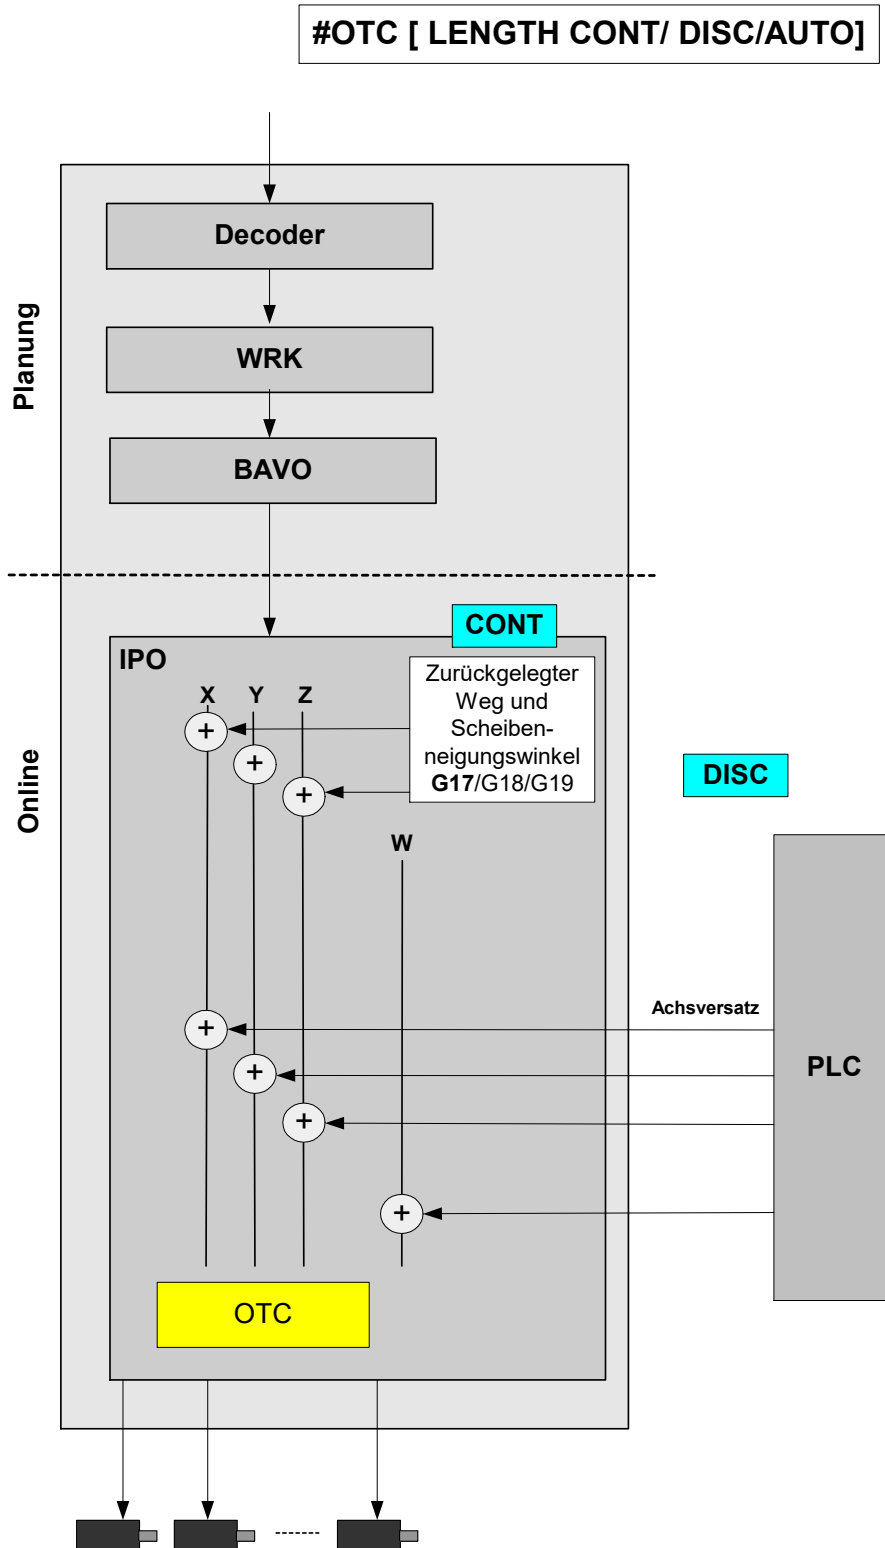 #OTC [ LENGTH CONT/ DISC/AUTO]
Planung
Decoder
WRK
BAVO
Online
CONT
IPO
X Y Z
Zurückgelegter
Weg und
Scheiben-
neigungswinkel
G17/G18/G19
+
+
+
DISC
W
Achsversatz
PLC
+
+
+
+
OTC